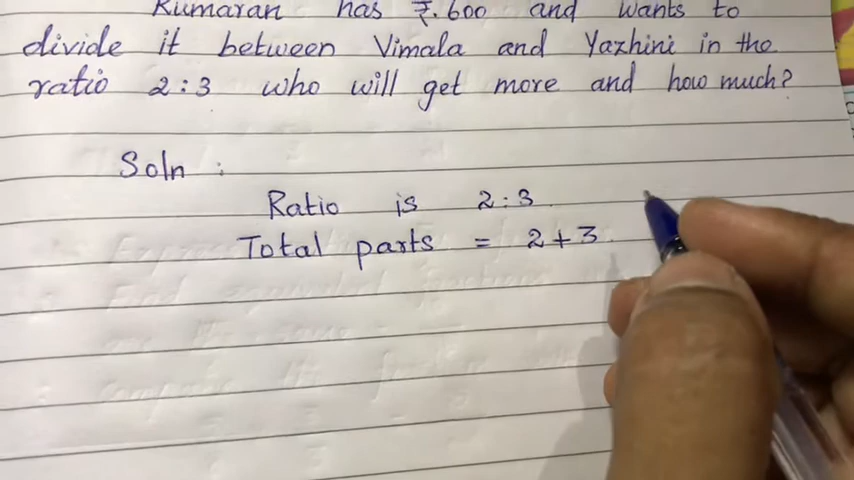 Kumaran has ₹.600 and wants to
divide it between Vimala and Yazhini in the
ratio 2:3 who will get more and how much?
Soln :
Ratio is 2:3.
Total parts = 2+3.